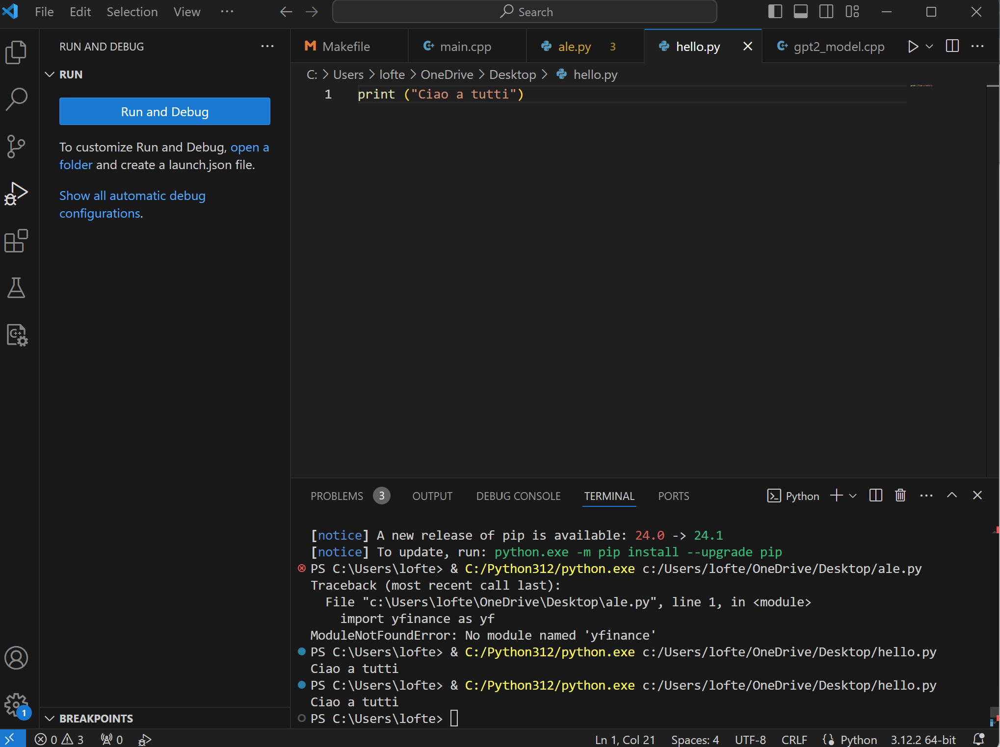 File Edit Selection View ··· Search
RUN AND DEBUG ···
Makefile main.cpp ale.py 3 hello.py gpt2_model.cpp ···
RUN
Run and Debug
To customize Run and Debug, open a
folder and create a launch.json file.
Show all automatic debug
configurations.
C: > Users > lofte > OneDrive > Desktop > hello.py
1 print ("Ciao a tutti")
PROBLEMS 3 OUTPUT DEBUG CONSOLE TERMINAL PORTS Python ···
[notice] A new release of pip is available: 24.0 -> 24.1
[notice] To update, run: python.exe -m pip install --upgrade pip
PS C:\Users\lofte> & C:/Python312/python.exe c:/Users/lofte/OneDrive/Desktop/ale.py
Traceback (most recent call last):
  File "c:\Users\lofte\OneDrive\Desktop\ale.py", line 1, in <module>
    import yfinance as yf
ModuleNotFoundError: No module named 'yfinance'
PS C:\Users\lofte> & C:/Python312/python.exe c:/Users/lofte/OneDrive/Desktop/hello.py
Ciao a tutti
PS C:\Users\lofte> & C:/Python312/python.exe c:/Users/lofte/OneDrive/Desktop/hello.py
Ciao a tutti
PS C:\Users\lofte>
1
BREAKPOINTS
0 3 0 Ln 1, Col 21 Spaces: 4 UTF-8 CRLF {} Python 3.12.2 64-bit